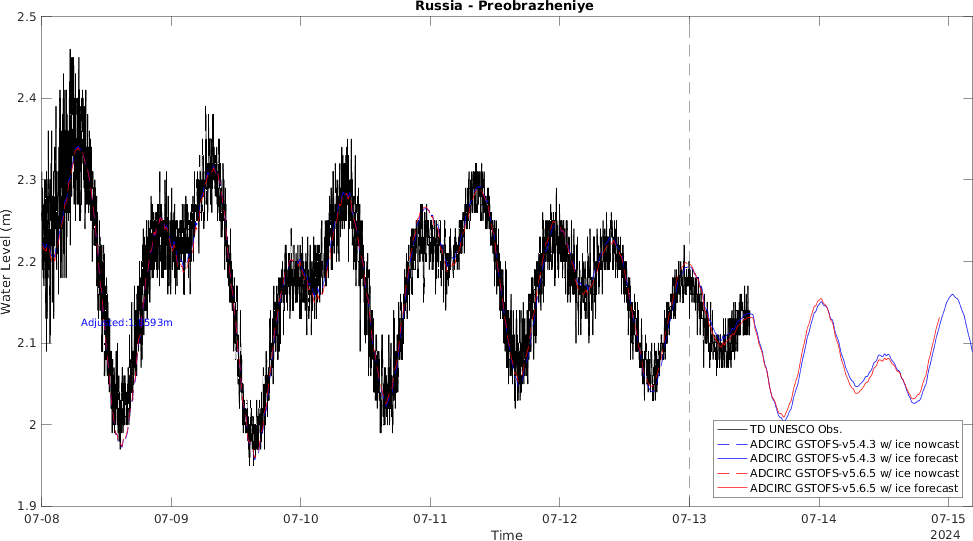 Russia - Preobrazheniye
2.5
2.4
2.3
2.2
2.1
2
1.9
Water Level (m)
07-08
07-09
07-10
07-11
07-12
07-13
07-14
07-15
Time
2024
TD UNESCO Obs.
ADCIRC GSTOFS-v5.4.3 w/ ice nowcast
ADCIRC GSTOFS-v5.4.3 w/ ice forecast
ADCIRC GSTOFS-v5.6.5 w/ ice nowcast
ADCIRC GSTOFS-v5.6.5 w/ ice forecast